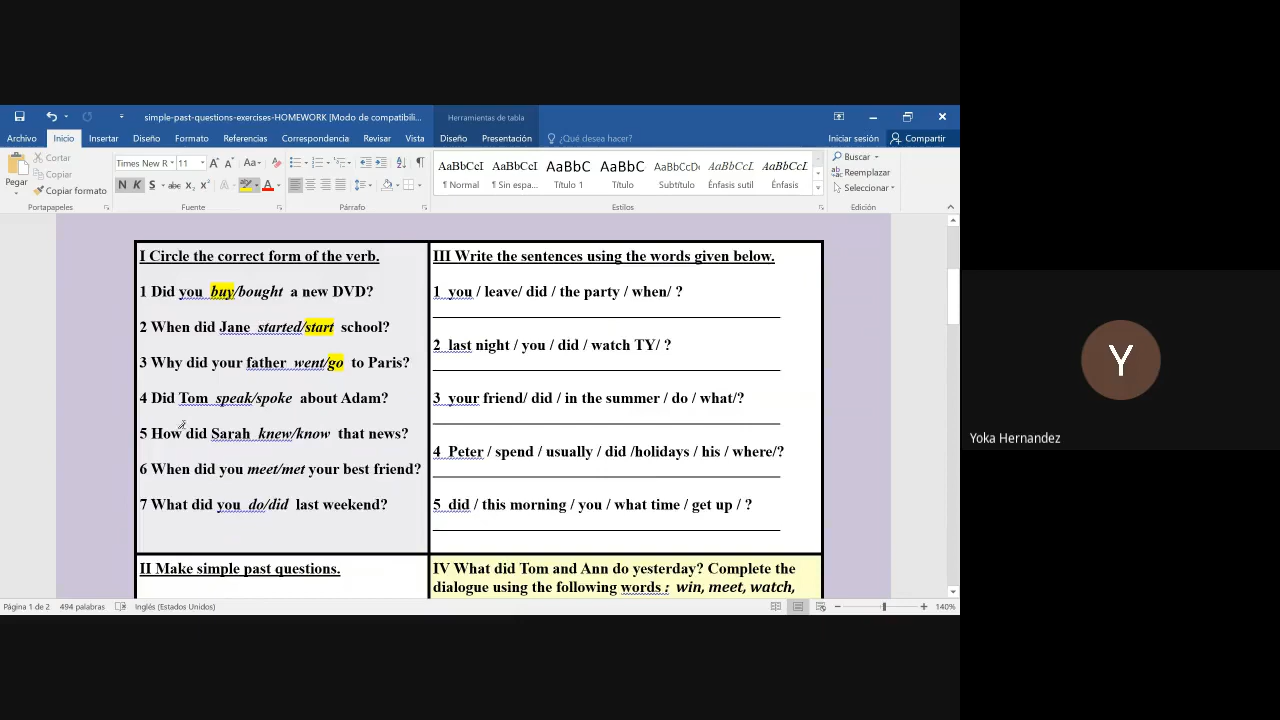 simple-past-questions-exercises-HOMEWORK [Modo de compatibili...
Herramientas de tabla
Archivo Inicio Insertar Diseño Formato Referencias Correspondencia Revisar Vista Diseño Presentación ¿Qué desea hacer? Iniciar sesión Compartir
Pegar
Cortar
Copiar
Copiar formato
Times New R 11
N K S abc x₂ x²
AaBbCcI AaBbCcI AaBbC AaBbC AaBbCcD AaBbCcL AaBbCcL
¶ Normal ¶ Sin espa... Título 1 Título Subtítulo Énfasis sutil Énfasis
Buscar
Reemplazar
Seleccionar
Portapapeles Fuente Párrafo Estilos Edición
I Circle the correct form of the verb.
1 Did you buy/bought a new DVD?
2 When did Jane started/start school?
3 Why did your father went/go to Paris?
4 Did Tom speak/spoke about Adam?
5 How did Sarah knew/know that news?
6 When did you meet/met your best friend?
7 What did you do/did last weekend?
II Make simple past questions.
III Write the sentences using the words given below.
1 you / leave/ did / the party / when/ ?
2 last night / you / did / watch TY/ ?
3 your friend/ did / in the summer / do / what/?
4 Peter / spend / usually / did /holidays / his / where/?
5 did / this morning / you / what time / get up / ?
IV What did Tom and Ann do yesterday? Complete the
dialogue using the following words : win, meet, watch,
Página 1 de 2 494 palabras Inglés (Estados Unidos) 140%
Y
Yoka Hernandez